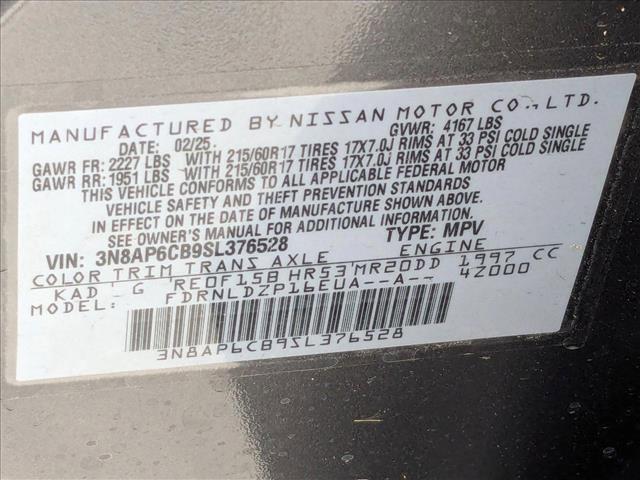 MANUFACTURED BY NISSAN MOTOR CO.,LTD.
DATE: 02/25. GVWR: 4167 LBS
GAWR FR: 2227 LBS WITH 215/60R17 TIRES 17X7.0J RIMS AT 33 PSI COLD SINGLE
GAWR RR: 1951 LBS WITH 215/60R17 TIRES 17X7.0J RIMS AT 33 PSI COLD SINGLE
THIS VEHICLE CONFORMS TO ALL APPLICABLE FEDERAL MOTOR
VEHICLE SAFETY AND THEFT PREVENTION STANDARDS
IN EFFECT ON THE DATE OF MANUFACTURE SHOWN ABOVE.
SEE OWNER'S MANUAL FOR ADDITIONAL INFORMATION.
VIN: 3N8AP6CB9SL376528 TYPE: MPV
COLOR TRIM TRANS AXLE ENGINE
KAD G RE0F15B HR53 MR20DD 1997 CC
MODEL FDRNLDZP16EUA--A-- 4Z000
3N8AP6CB9SL376528